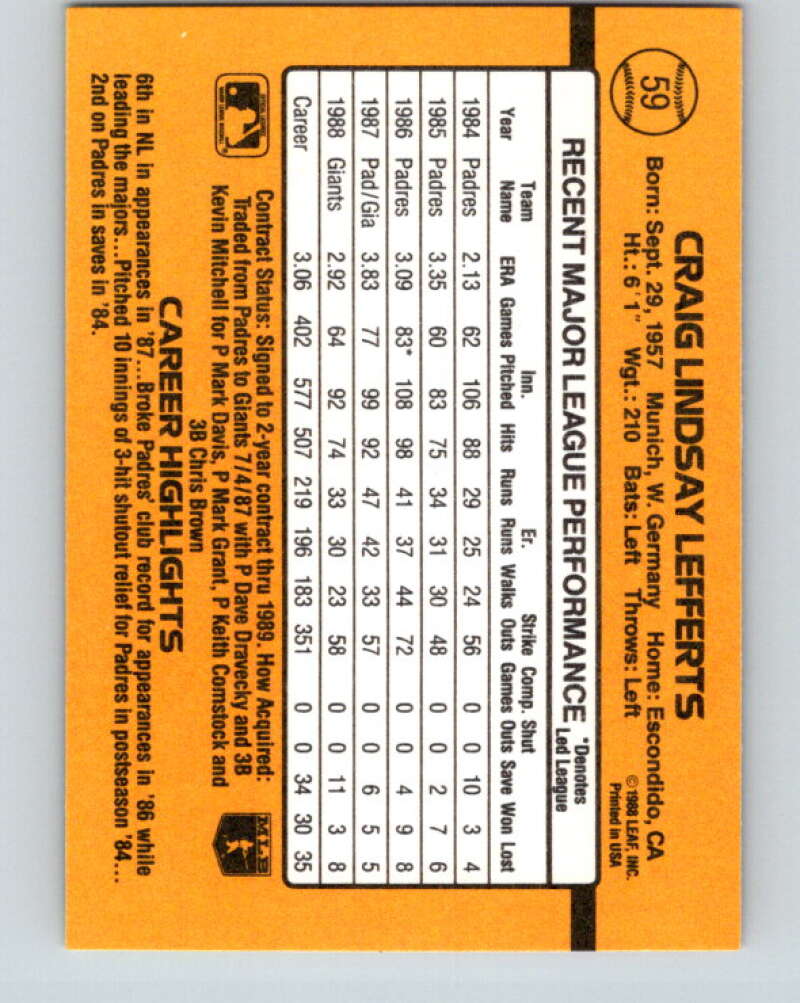 59
CRAIG LINDSAY LEFFERTS
Born: Sept. 29, 1957 Munich, W. Germany Home: Escondido, CA
Ht.: 6'1" Wgt.: 210 Bats: Left Throws: Left
©1988 LEAF, INC.
Printed in USA
RECENT MAJOR LEAGUE PERFORMANCE
*Denotes
Led League
Team Inn. Er. Strike Comp. Shut
Year Name ERA Games Pitched Hits Runs Runs Walks Outs Games Outs Save Won Lost
1984 Padres 2.13 62 106 88 29 25 24 56 0 0 10 3 4
1985 Padres 3.35 60 83 75 34 31 30 48 0 0 2 7 6
1986 Padres 3.09 83* 108 98 41 37 44 72 0 0 4 9 8
1987 Pad/Gia 3.83 77 99 92 47 42 33 57 0 0 6 5 5
1988 Giants 2.92 64 92 74 33 30 23 58 0 0 11 3 8
Career 3.06 402 577 507 219 196 183 351 0 0 34 30 35
Contract Status: Signed to 2-year contract thru 1989. How Acquired:
Traded from Padres to Giants 7/4/87 with P Dave Dravecky and 3B
Kevin Mitchell for P Mark Davis, P Mark Grant, P Keith Comstock and
3B Chris Brown
MLB
CAREER HIGHLIGHTS
6th in NL in appearances in '87...Broke Padres' club record for appearances in '86 while
leading the majors...Pitched 10 innings of 3-hit shutout relief for Padres in postseason '84...
2nd on Padres in saves in '84.